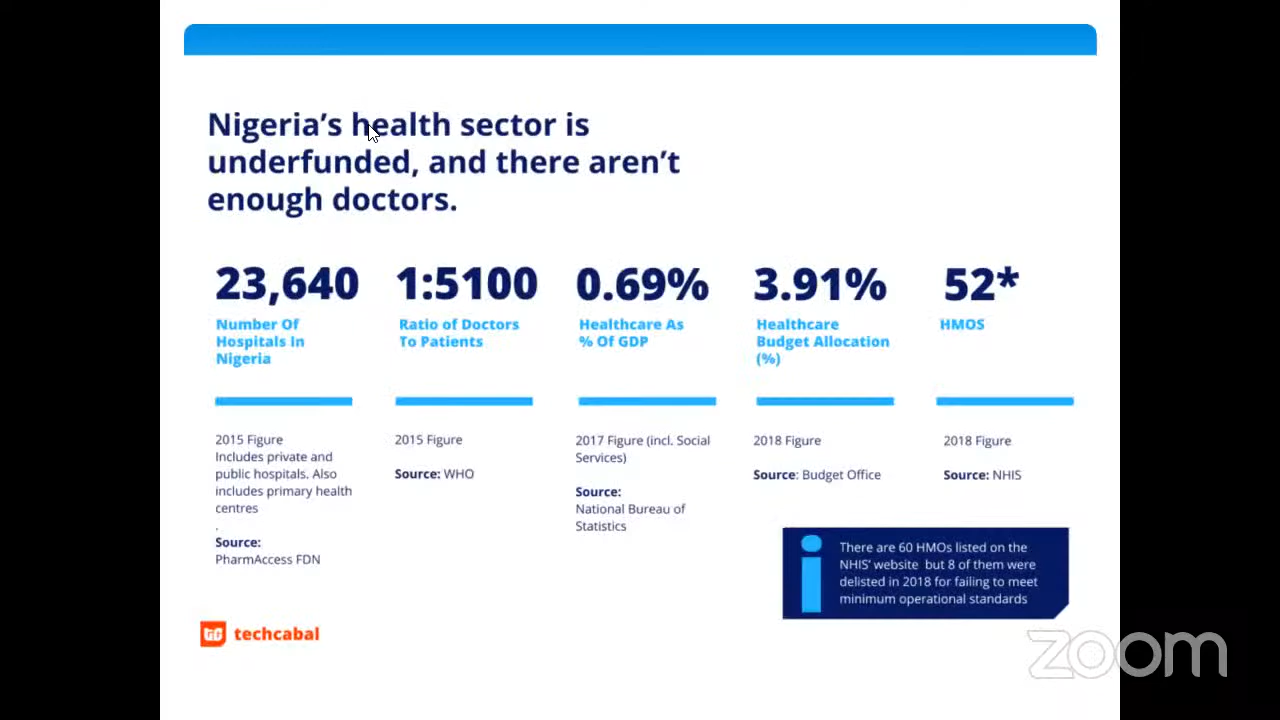 Nigeria's health sector is
underfunded, and there aren't
enough doctors.
23,640
Number Of
Hospitals In
Nigeria
2015 Figure
Includes private and
public hospitals. Also
includes primary health
centres
.
Source:
PharmAccess FDN
1:5100
Ratio of Doctors
To Patients
2015 Figure
Source: WHO
0.69%
Healthcare As
% Of GDP
2017 Figure (incl. Social
Services)
Source:
National Bureau of
Statistics
3.91%
Healthcare
Budget Allocation
(%)
2018 Figure
Source: Budget Office
52*
HMOS
2018 Figure
Source: NHIS
There are 60 HMOs listed on the
NHIS' website but 8 of them were
delisted in 2018 for failing to meet
minimum operational standards
TC techcabal
zoom